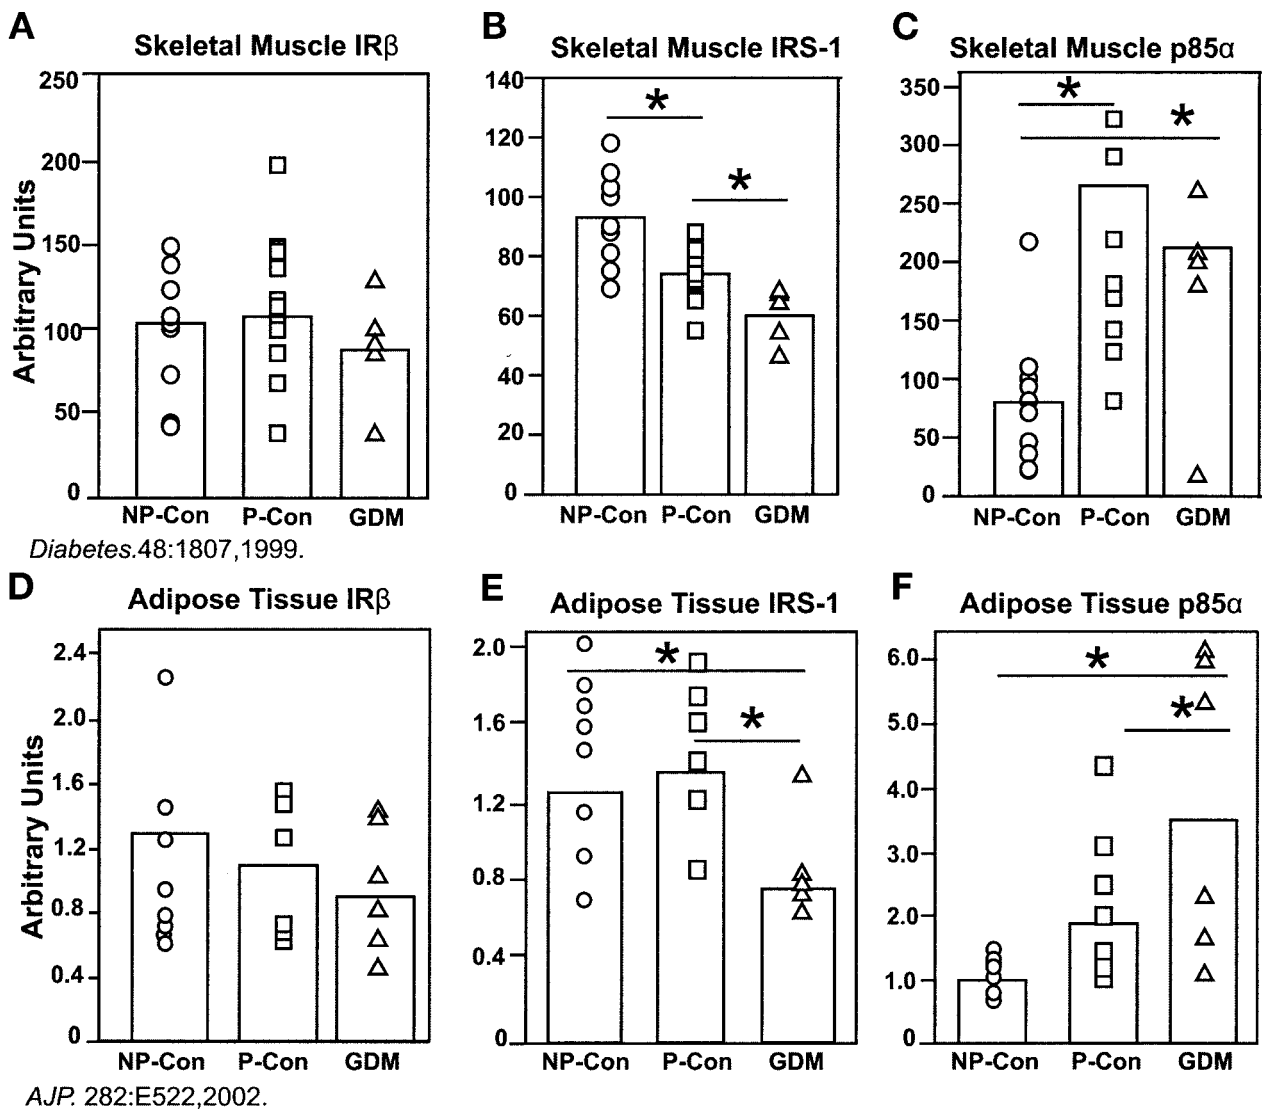 A
Skeletal Muscle IRβ
Arbitrary Units
250
200
150
100
50
0
NP-Con P-Con GDM
Diabetes.48:1807,1999.
B
Skeletal Muscle IRS-1
140
120
100
80
60
40
20
0
*
*
NP-Con P-Con GDM
C
Skeletal Muscle p85α
350
300
250
200
150
100
50
0
*
*
NP-Con P-Con GDM
D
Adipose Tissue IRβ
Arbitrary Units
2.4
2.0
1.6
1.2
0.8
0.4
0
NP-Con P-Con GDM
AJP. 282:E522,2002.
E
Adipose Tissue IRS-1
2.0
1.6
1.2
0.8
0.4
0
*
*
NP-Con P-Con GDM
F
Adipose Tissue p85α
6.0
5.0
4.0
3.0
2.0
1.0
0
*
*
NP-Con P-Con GDM